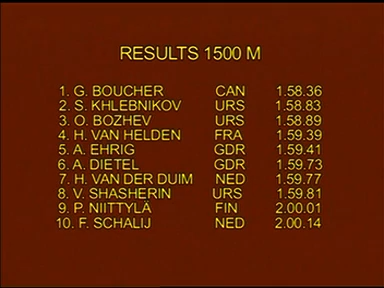 RESULTS 1500 M
1. G. BOUCHER CAN 1.58.36
2. S. KHLEBNIKOV URS 1.58.83
3. O. BOZHEV URS 1.58.89
4. H. VAN HELDEN FRA 1.59.39
5. A. EHRIG GDR 1.59.41
6. A. DIETEL GDR 1.59.73
7. H. VAN DER DUIM NED 1.59.77
8. V. SHASHERIN URS 1.59.81
9. P. NIITTYLÄ FIN 2.00.01
10. F. SCHALIJ NED 2.00.14